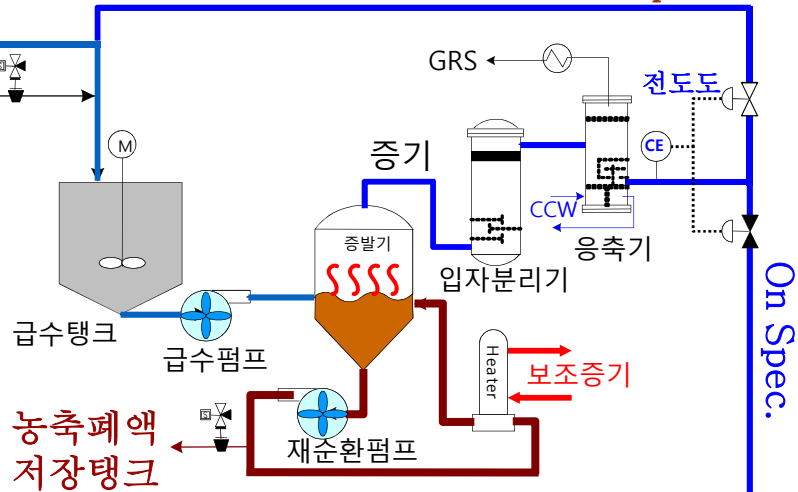 GRS
전도도
M
CE
증기
CCW
증발기
응축기
입자분리기
급수탱크
급수펌프
Heater
보조증기
On Spec.
S
농축폐액
저장탱크
재순환펌프